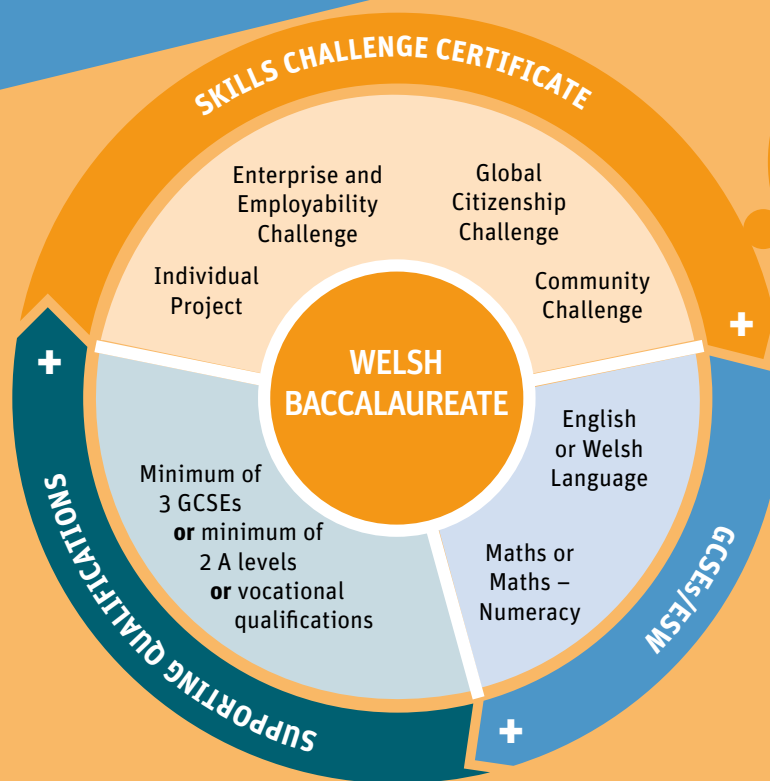 SKILLS CHALLENGE CERTIFICATE
Enterprise and
Employability
Challenge
Global
Citizenship
Challenge
Individual
Project
Community
Challenge
+
+
WELSH
BACCALAUREATE
English
or Welsh
Language
Maths or
Maths –
Numeracy
GCSEs/ESW
+
Minimum of
3 GCSEs
or minimum of
2 A levels
or vocational
qualifications
SUPPORTING QUALIFICATIONS